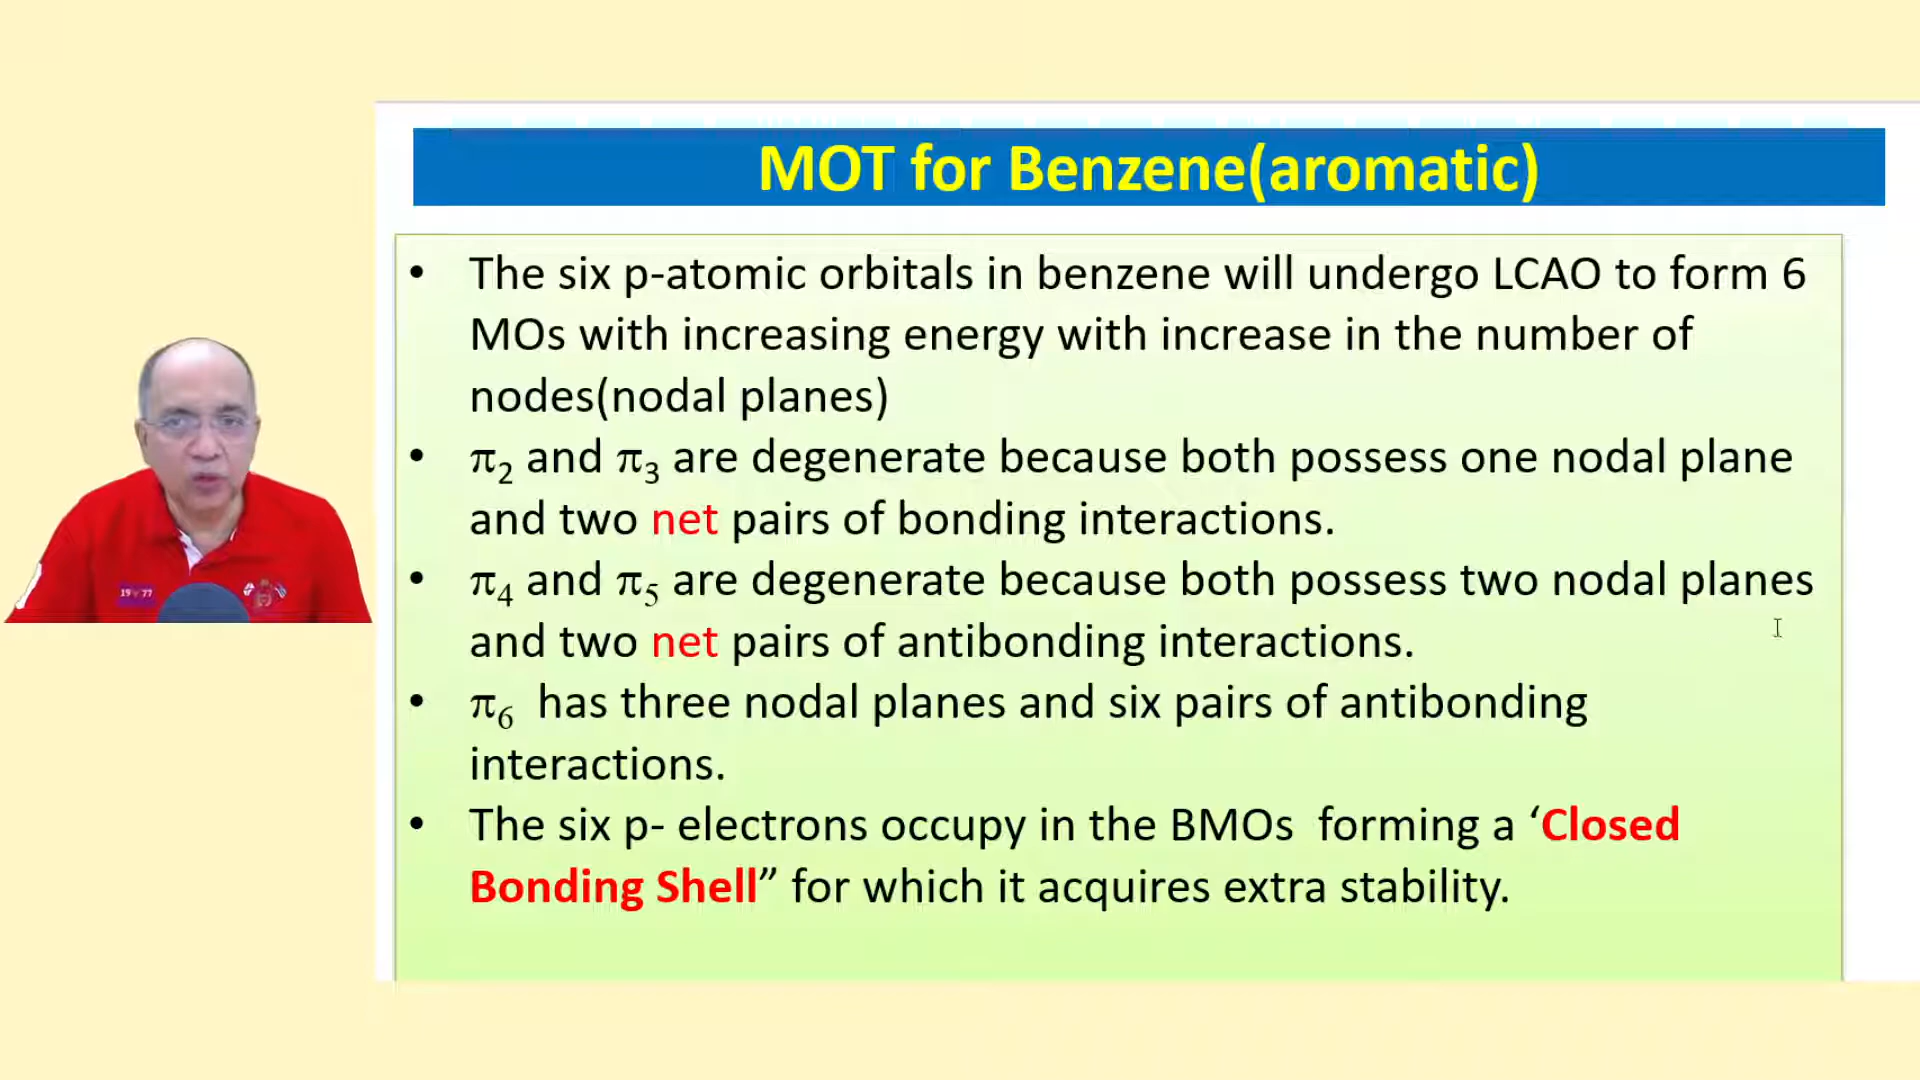 MOT for Benzene(aromatic)
• The six p-atomic orbitals in benzene will undergo LCAO to form 6
MOs with increasing energy with increase in the number of
nodes(nodal planes)
• π₂ and π₃ are degenerate because both possess one nodal plane
and two net pairs of bonding interactions.
• π₄ and π₅ are degenerate because both possess two nodal planes
and two net pairs of antibonding interactions.
• π₆ has three nodal planes and six pairs of antibonding
interactions.
• The six p- electrons occupy in the BMOs forming a ‘Closed
Bonding Shell” for which it acquires extra stability.
19 77